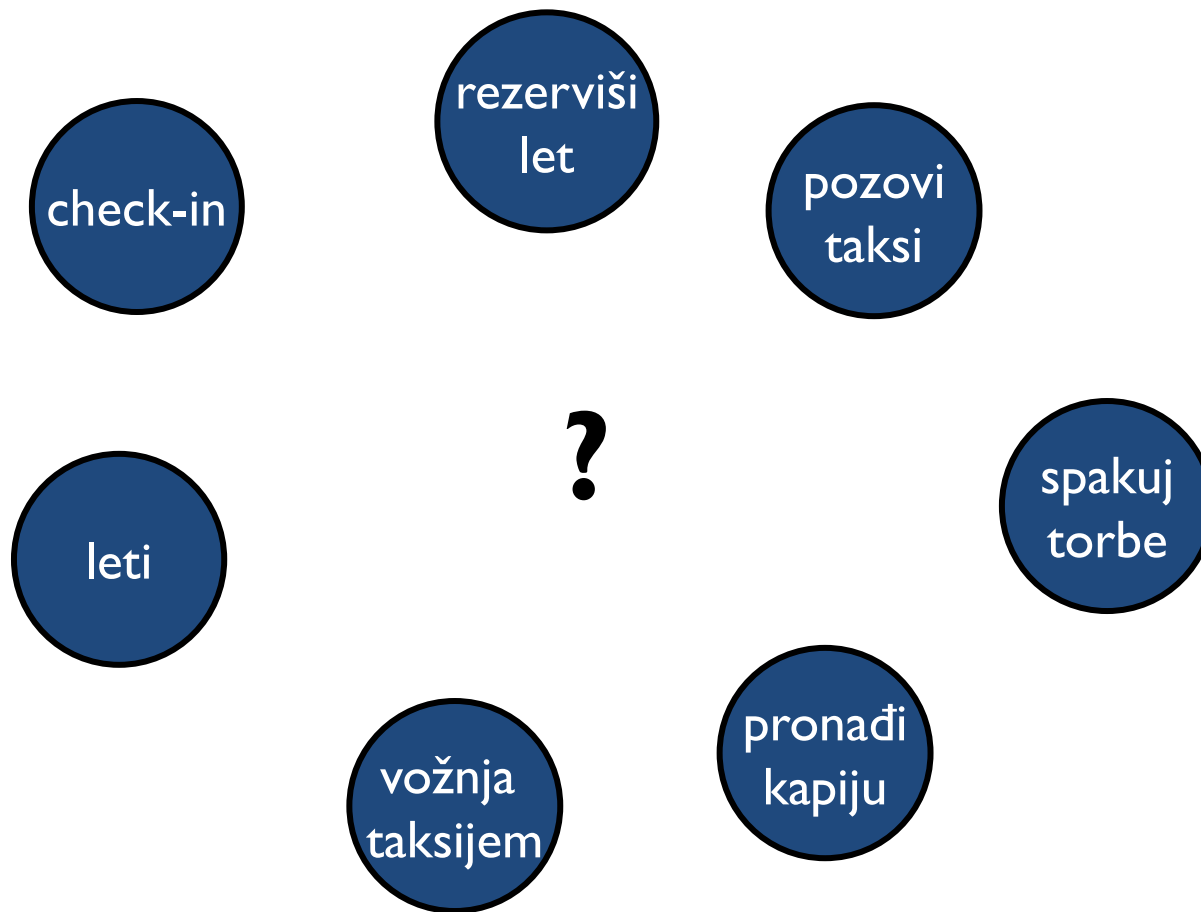 rezerviši
let
check-in
pozovi
taksi
?
spakuj
torbe
leti
pronađi
kapiju
vožnja
taksijem